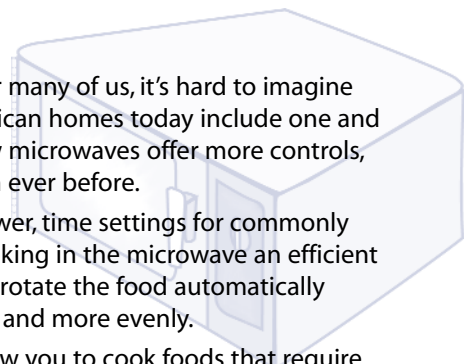 r many of us, it's hard to imagine
ican homes today include one and
microwaves offer more controls,
ever before.
wer, time settings for commonly
king in the microwave an efficient
rotate the food automatically
and more evenly.
w you to cook foods that require